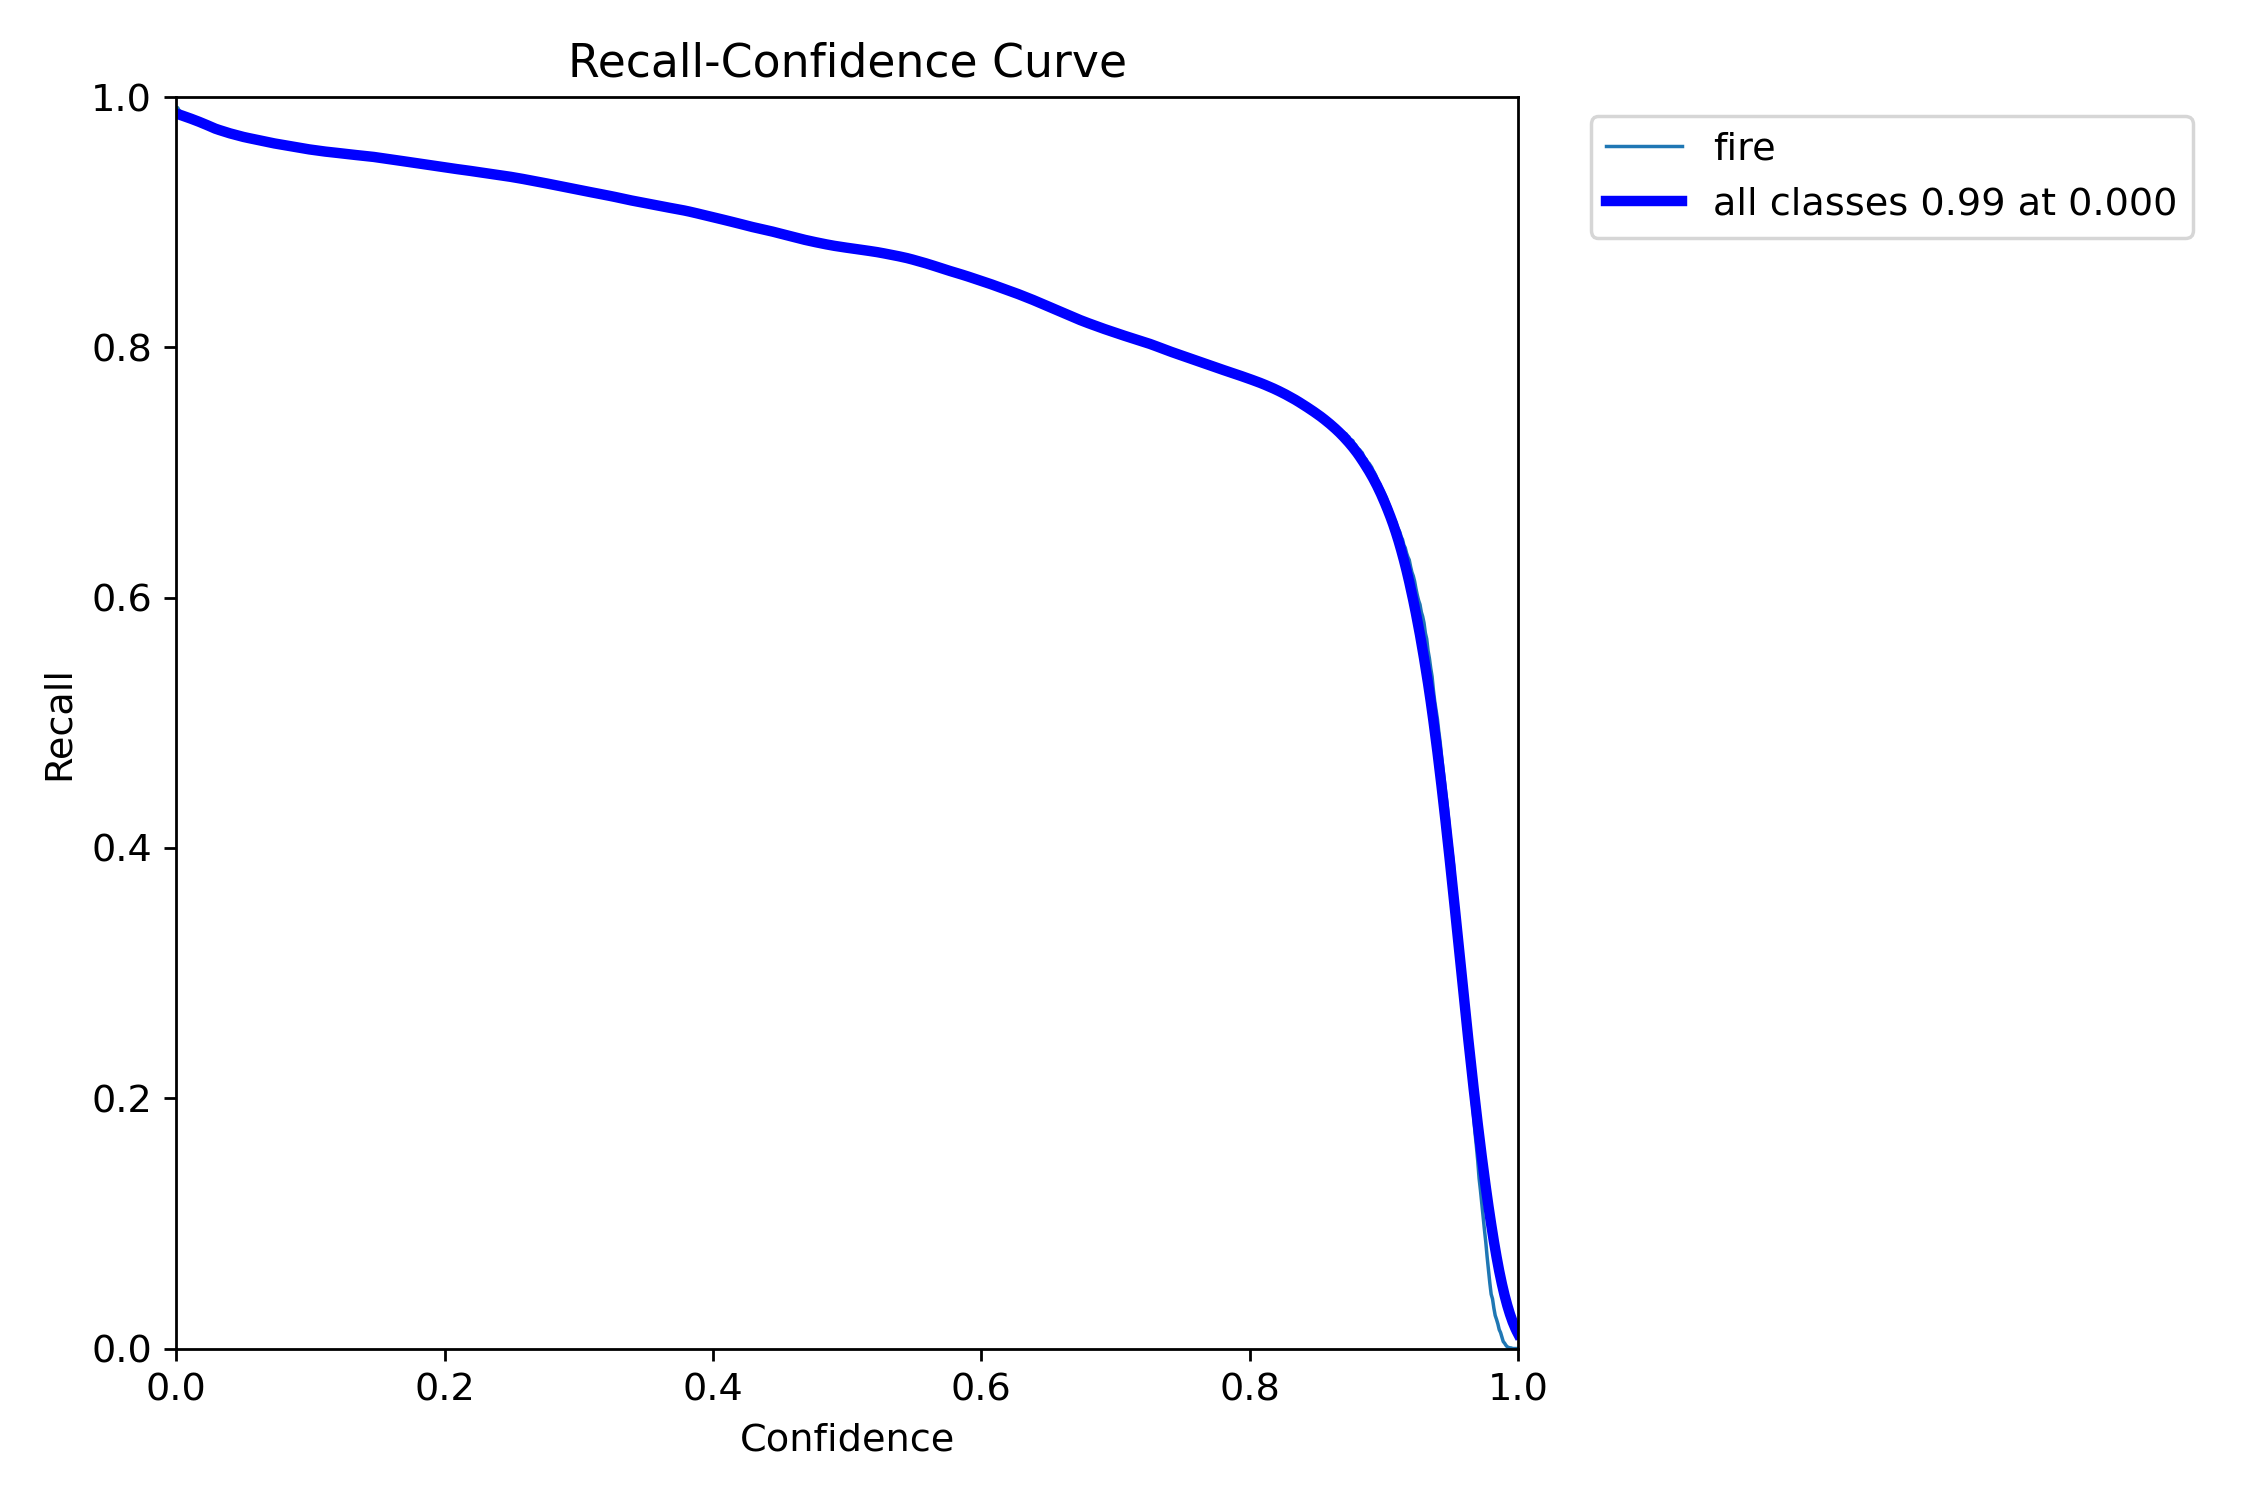 Recall-Confidence Curve
1.0
0.8
0.6
0.4
0.2
0.0
Recall
0.0 0.2 0.4 0.6 0.8 1.0
Confidence
fire
all classes 0.99 at 0.000